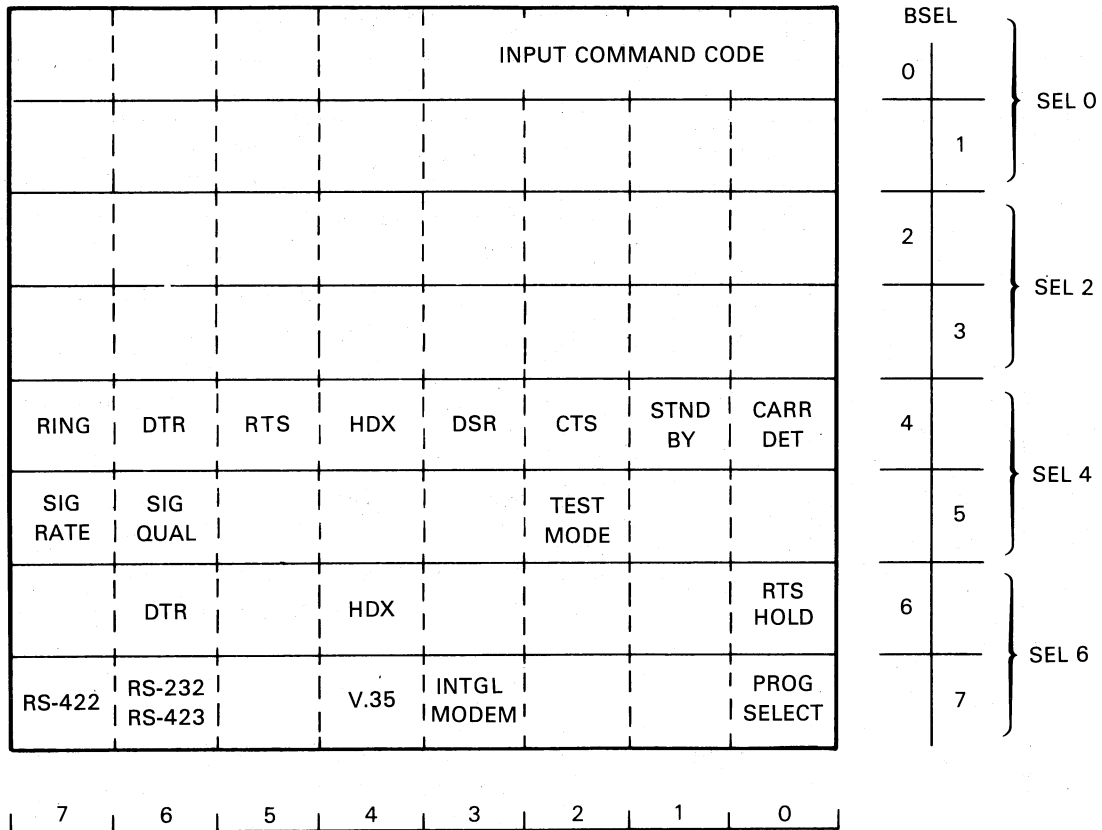 BSEL
INPUT COMMAND CODE
0
SEL 0
1
2
SEL 2
3
RING DTR RTS HDX DSR CTS STND BY CARR DET
4
SEL 4
SIG RATE SIG QUAL TEST MODE
5
DTR HDX RTS HOLD
6
SEL 6
RS-422 RS-232 RS-423 V.35 INTGL MODEM PROG SELECT
7
7 6 5 4 3 2 1 0